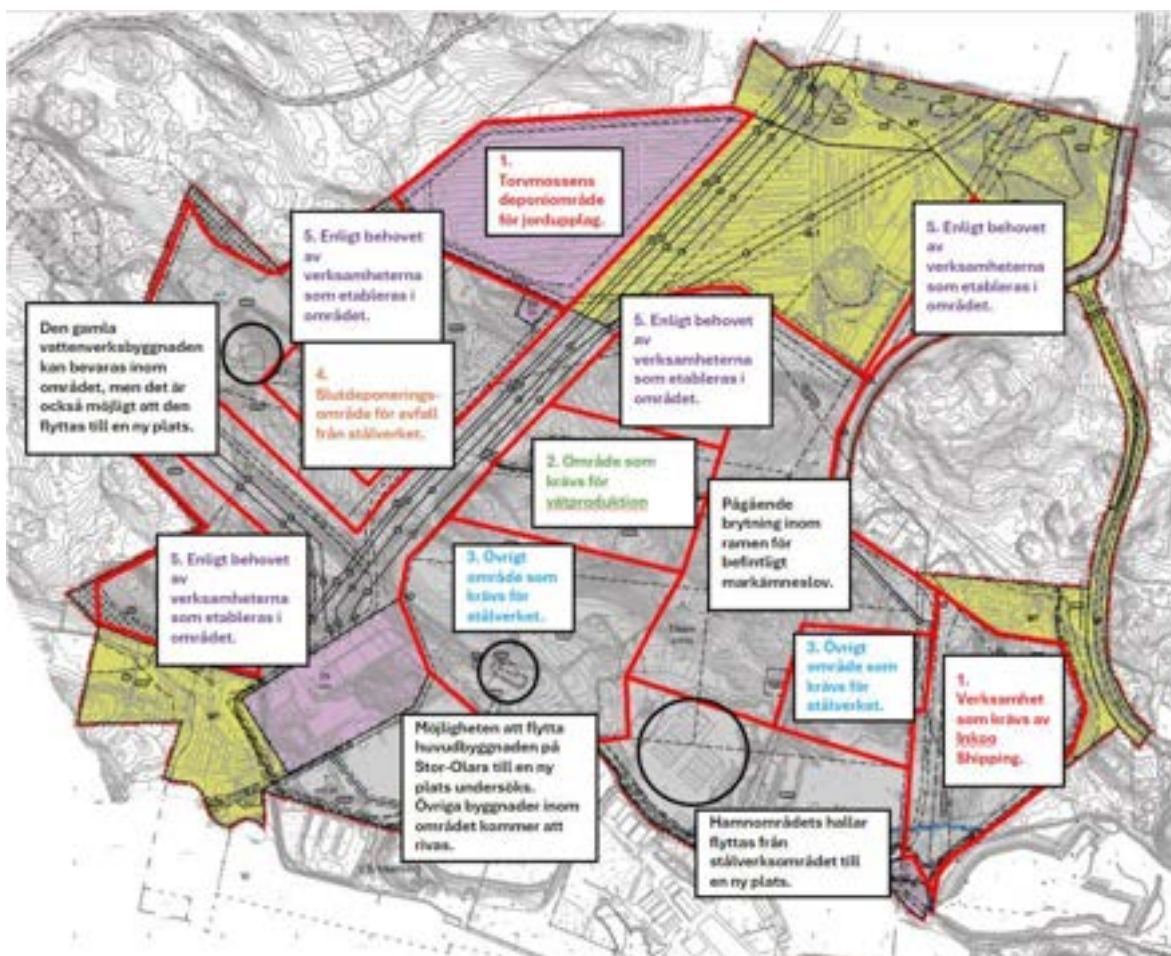 1.
Torvmossens
deponiområde
för jordupplag.
5. Enligt behovet
av
verksamheterna
som etableras i
området.
5. Enligt behovet
av
verksamheterna
som etableras i
området.
Den gamla
vattenverksbyggnaden
kan bevaras inom
området, men det är
också möjligt att den
flyttas till en ny plats.
5. Enligt behovet
av
verksamheterna
som etableras i
området.
4.
Slutdeponerings-
område för avfall
från stålverket.
2. Område som
krävs för
vätproduktion
Pågående
brytning inom
ramen för
befintligt
markämneslov.
5. Enligt behovet
av
verksamheterna
som etableras i
området.
3. Övrigt
område som
krävs för
stålverket.
3. Övrigt
område som
krävs för
stålverket.
1.
Verksamhet
som krävs av
Inkoo
Shipping.
Möjligheten att flytta
huvudbyggnaden på
Stor-Olars till en ny
plats undersöks.
Övriga byggnader inom
området kommer att
rivas.
Hamnområdets hallar
flyttas från
stålverksområdet till
en ny plats.